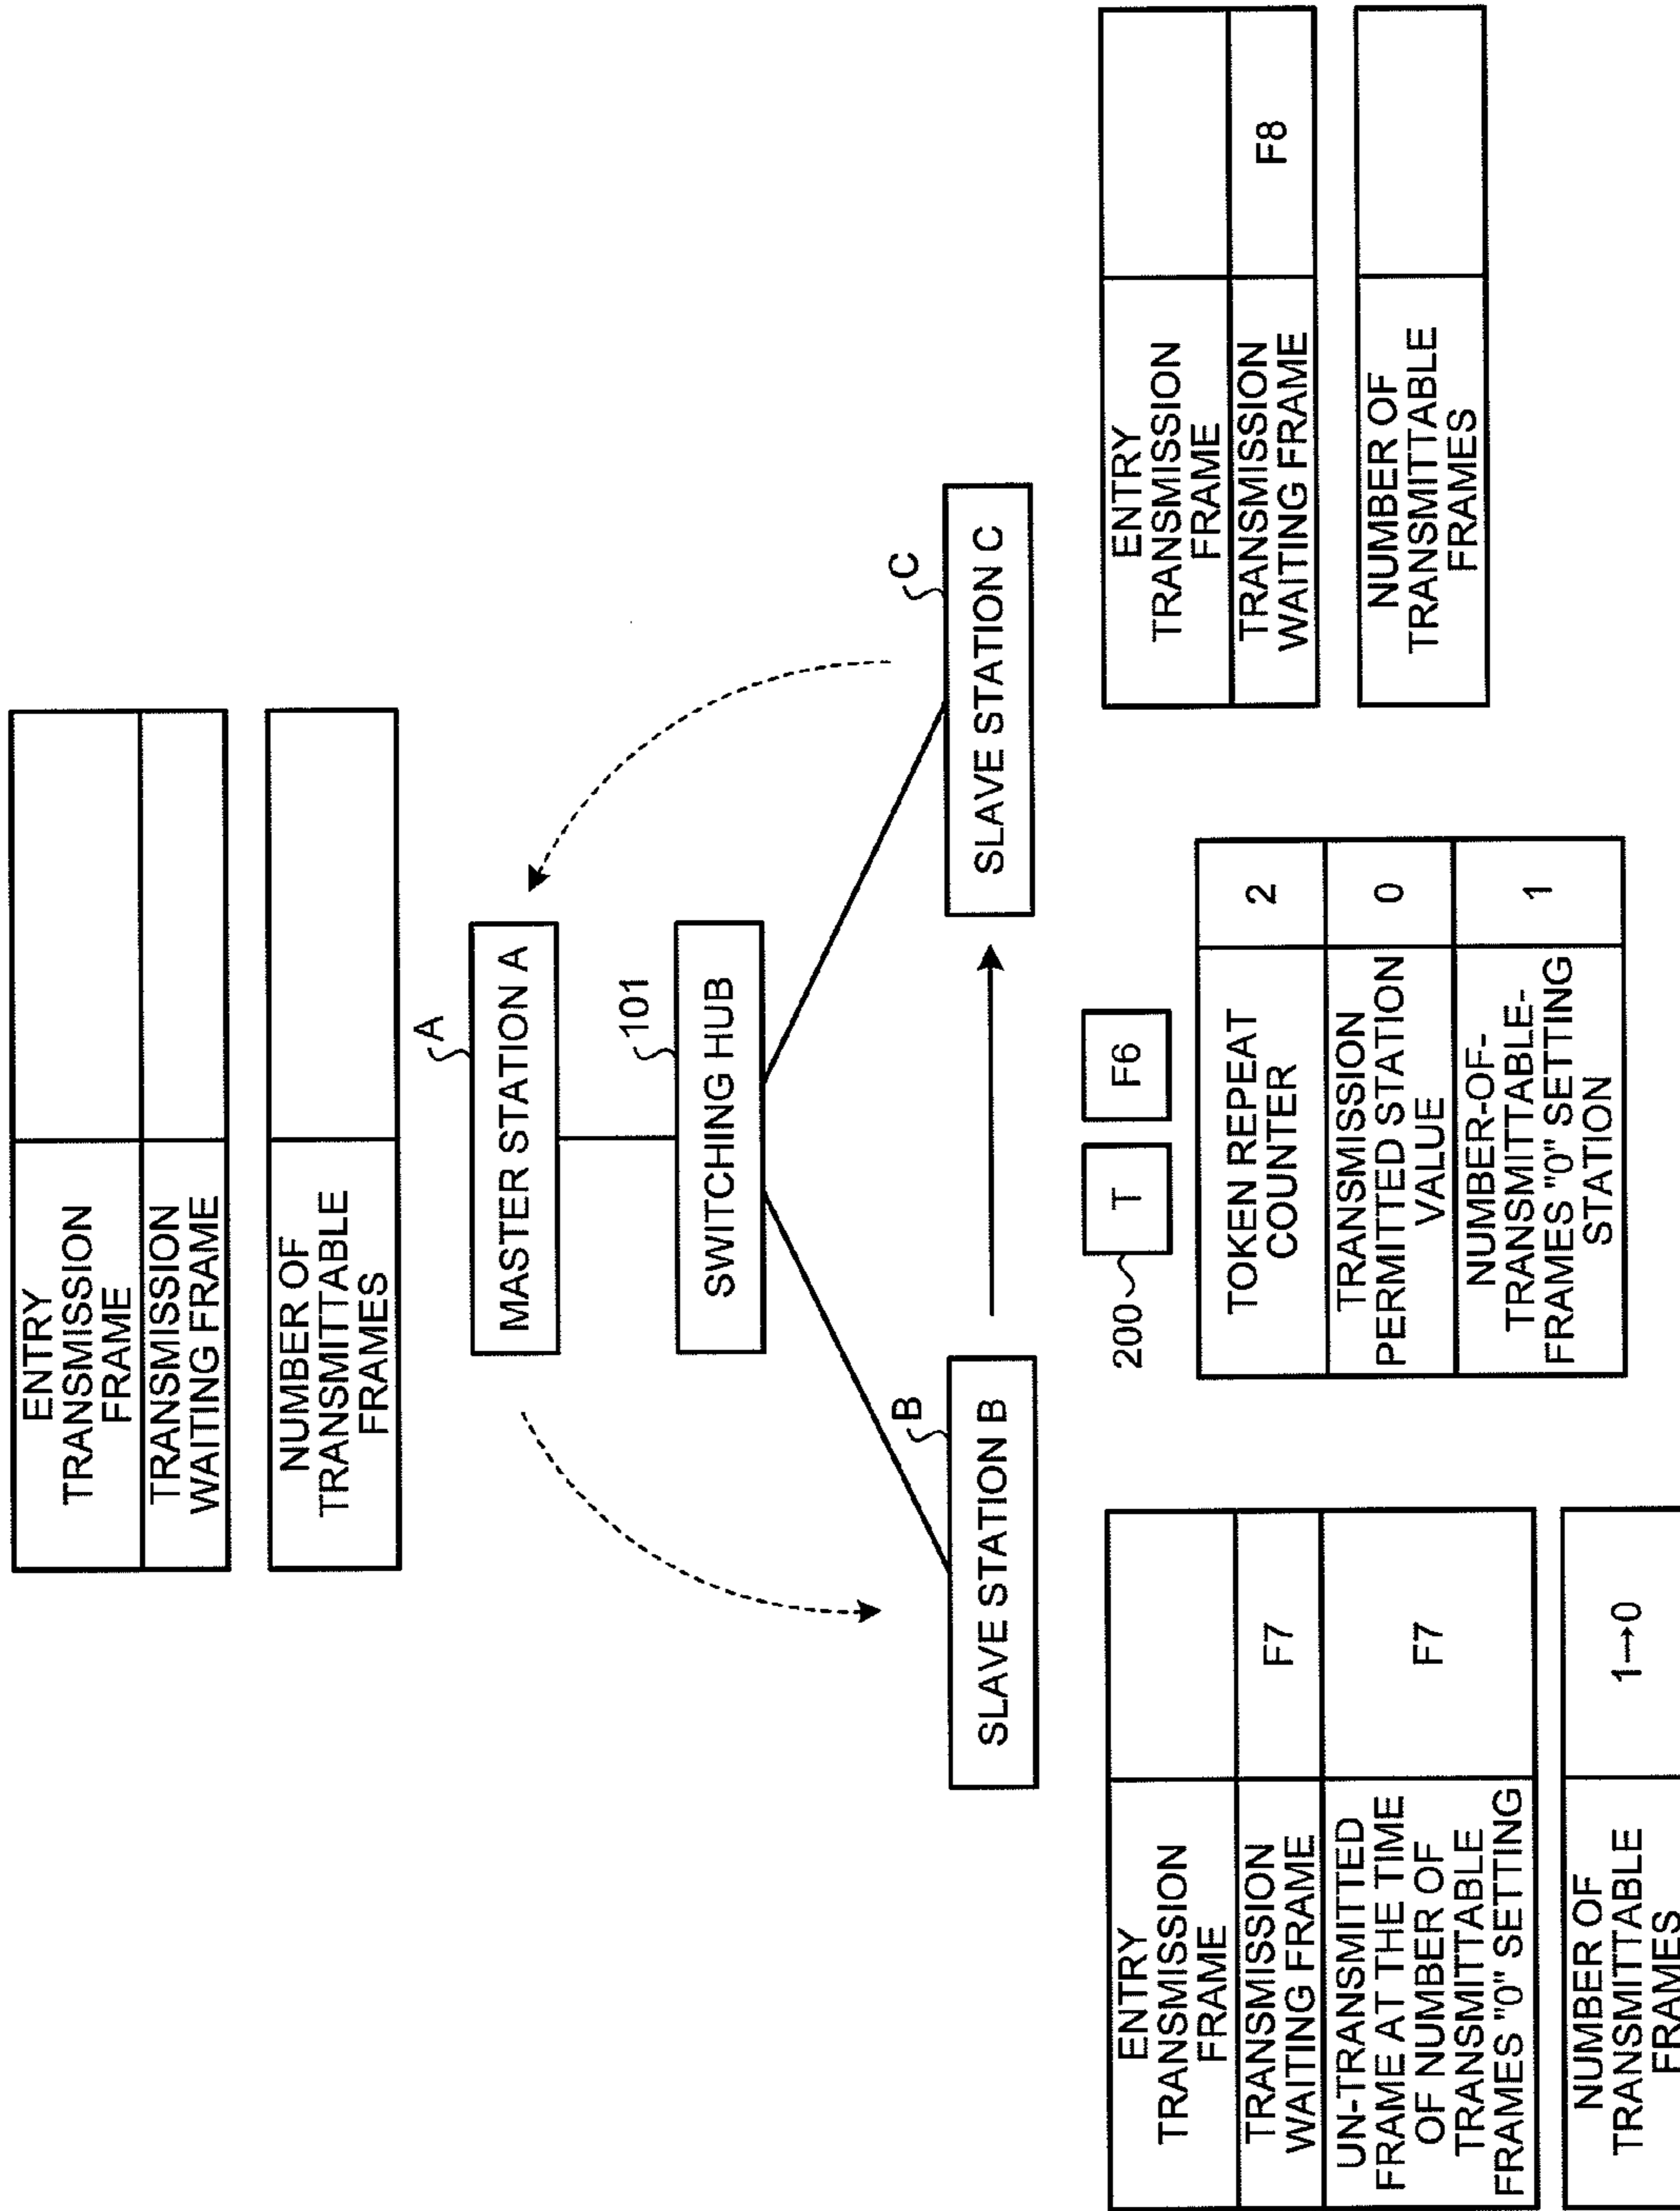 ENTRY
TRANSMISSION
FRAME
TRANSMISSION
WAITING FRAME
NUMBER OF
TRANSMITTABLE
FRAMES
A
MASTER STATION A
101
SWITCHING HUB
B
SLAVE STATION B
C
SLAVE STATION C
ENTRY
TRANSMISSION
FRAME
TRANSMISSION
WAITING FRAME
F7
UN-TRANSMITTED
FRAME AT THE TIME
OF NUMBER OF
TRANSMITTABLE
FRAMES "0" SETTING
F7
NUMBER OF
TRANSMITTABLE
FRAMES
1→0
200
T
F6
TOKEN REPEAT
COUNTER
2
TRANSMISSION
PERMITTED STATION
VALUE
0
NUMBER-OF-
TRANSMITTABLE-
FRAMES "0" SETTING
STATION
1
ENTRY
TRANSMISSION
FRAME
TRANSMISSION
WAITING FRAME
F8
NUMBER OF
TRANSMITTABLE
FRAMES